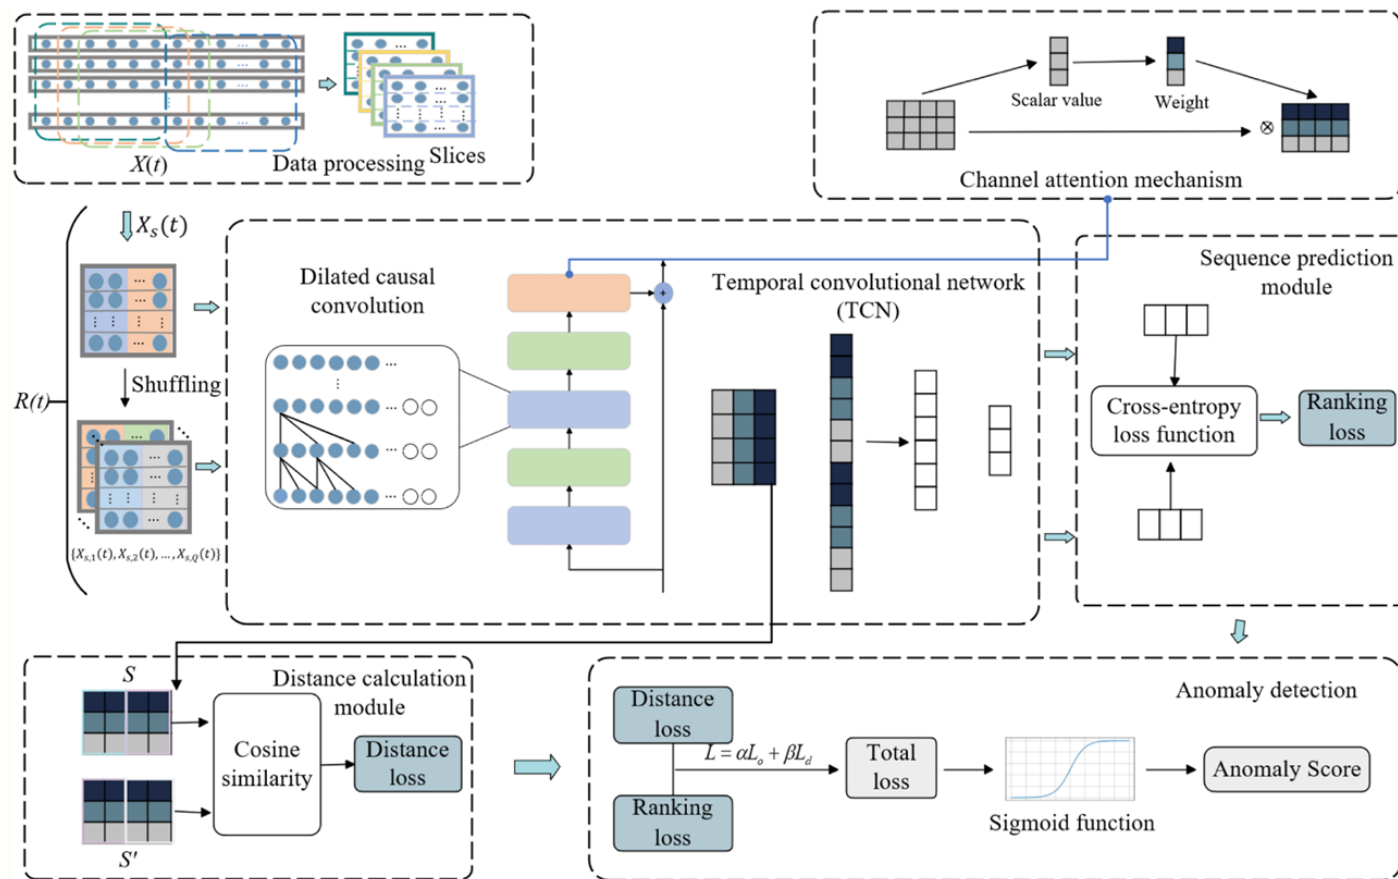 X(t)
Data processing
Slices
Scalar value
Weight
⊗
Channel attention mechanism
X_s(t)
Shuffling
R(t)
{X_{s,1}(t), X_{s,2}(t), ..., X_{s,Q}(t)}
Dilated causal
convolution
+
Temporal convolutional network
(TCN)
Sequence prediction
module
Cross-entropy
loss function
Ranking
loss
S
S'
Distance calculation
module
Cosine
similarity
Distance
loss
Anomaly detection
Distance
loss
L = αL_o + βL_d
Ranking
loss
Total
loss
Sigmoid function
Anomaly Score